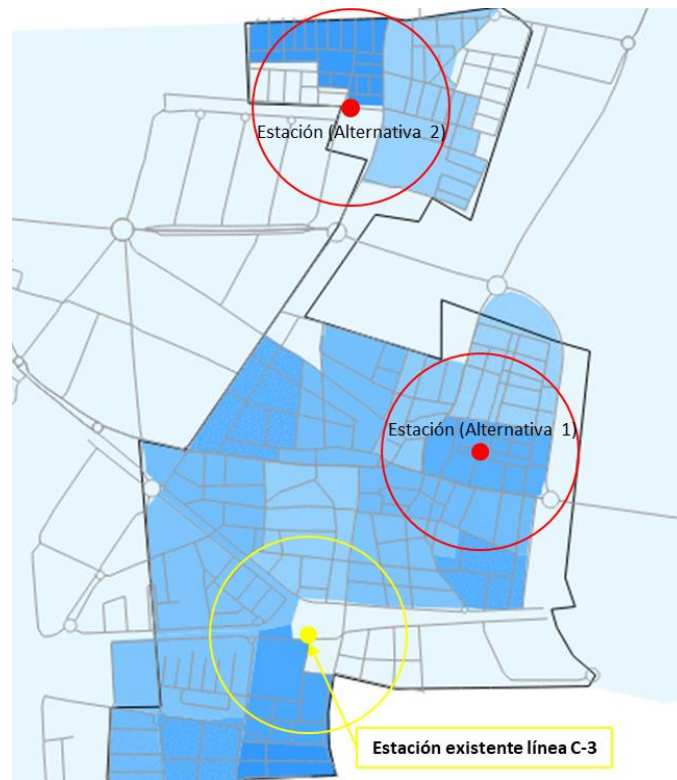 Estación (Alternativa 2)
Estación (Alternativa 1)
Estación existente línea C-3